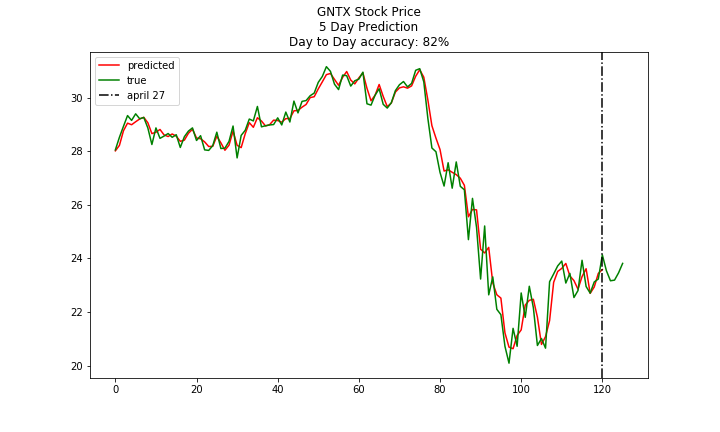 GNTX Stock Price
5 Day Prediction
Day to Day accuracy: 82%
predicted
true
april 27
30
28
26
24
22
20
0
20
40
60
80
100
120